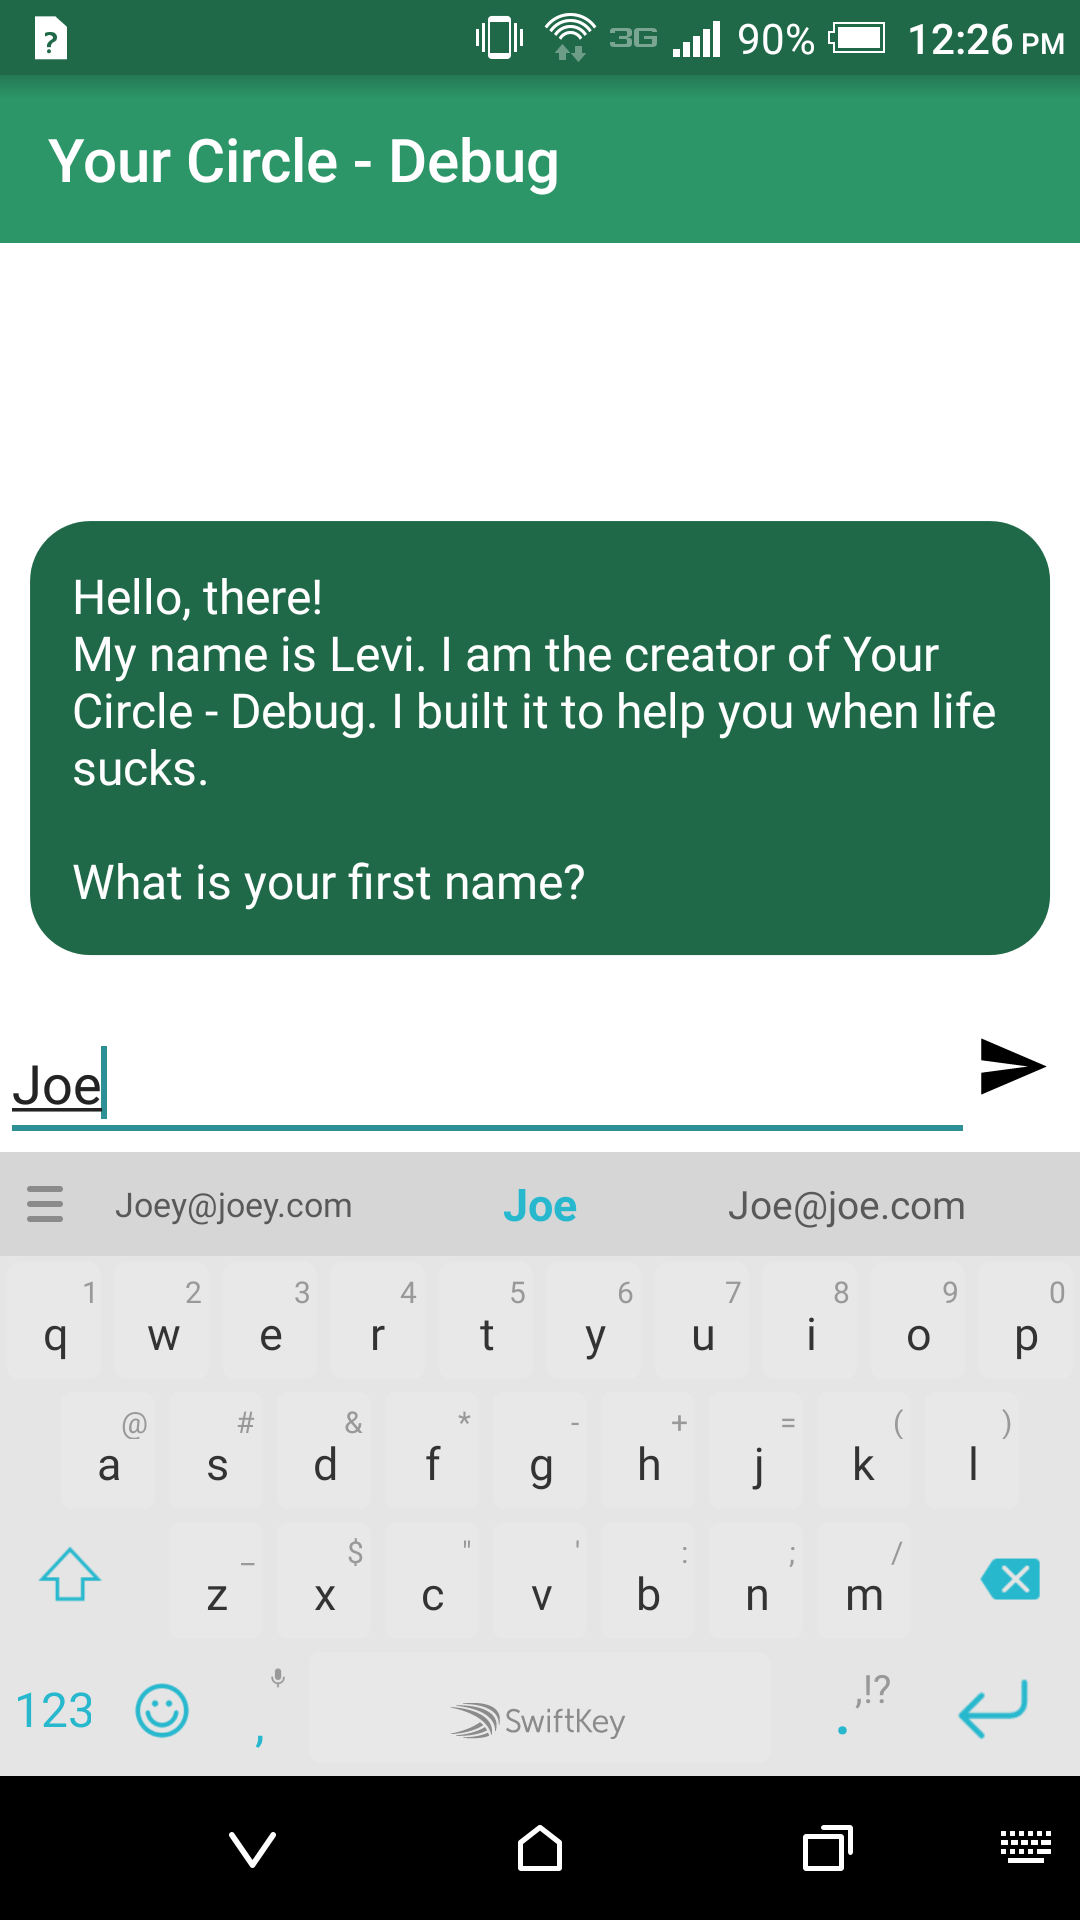 ? 3G 90% 12:26 PM
Your Circle - Debug
Hello, there!
My name is Levi. I am the creator of Your
Circle - Debug. I built it to help you when life
sucks.
What is your first name?
Joe
Joey@joey.com Joe Joe@joe.com
1 2 3 4 5 6 7 8 9 0
q w e r t y u i o p
@ # & * - + = ( )
a s d f g h j k l
_ $ " ' : ; /
z x c v b n m
123 , SwiftKey . ,!?